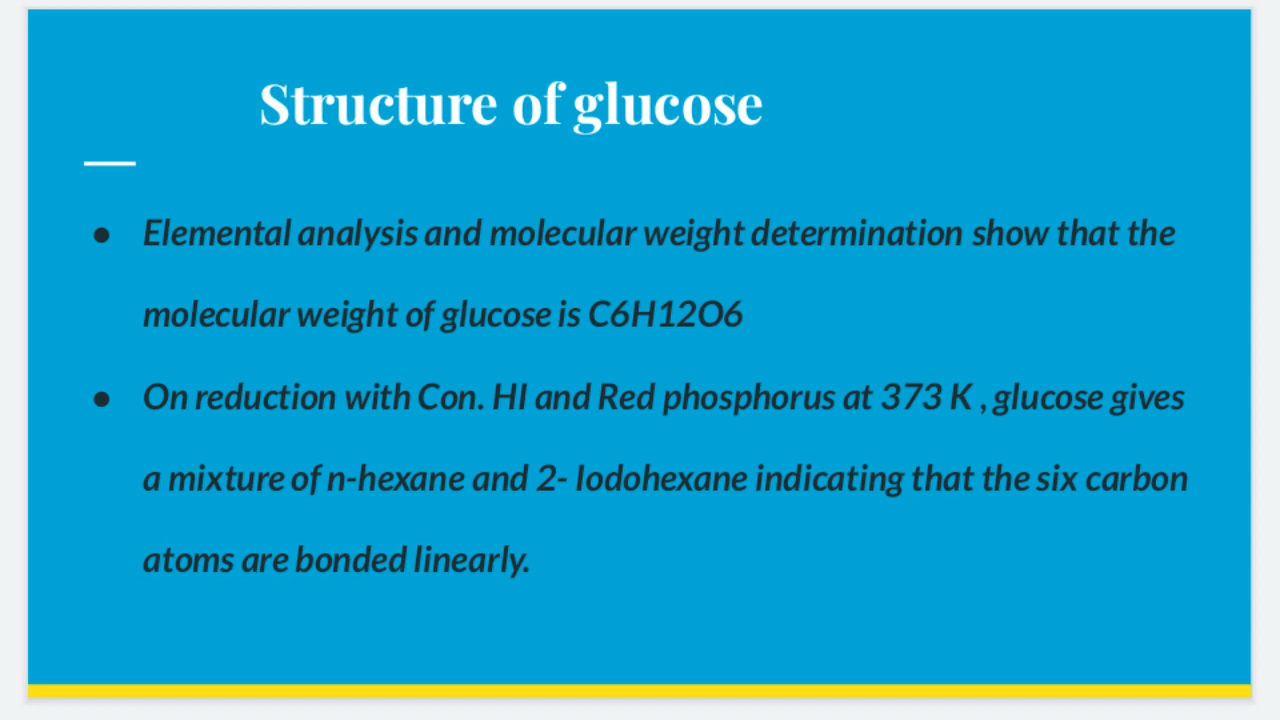 Structure of glucose
● Elemental analysis and molecular weight determination show that the
molecular weight of glucose is C6H12O6
● On reduction with Con. HI and Red phosphorus at 373 K , glucose gives
a mixture of n-hexane and 2- Iodohexane indicating that the six carbon
atoms are bonded linearly.